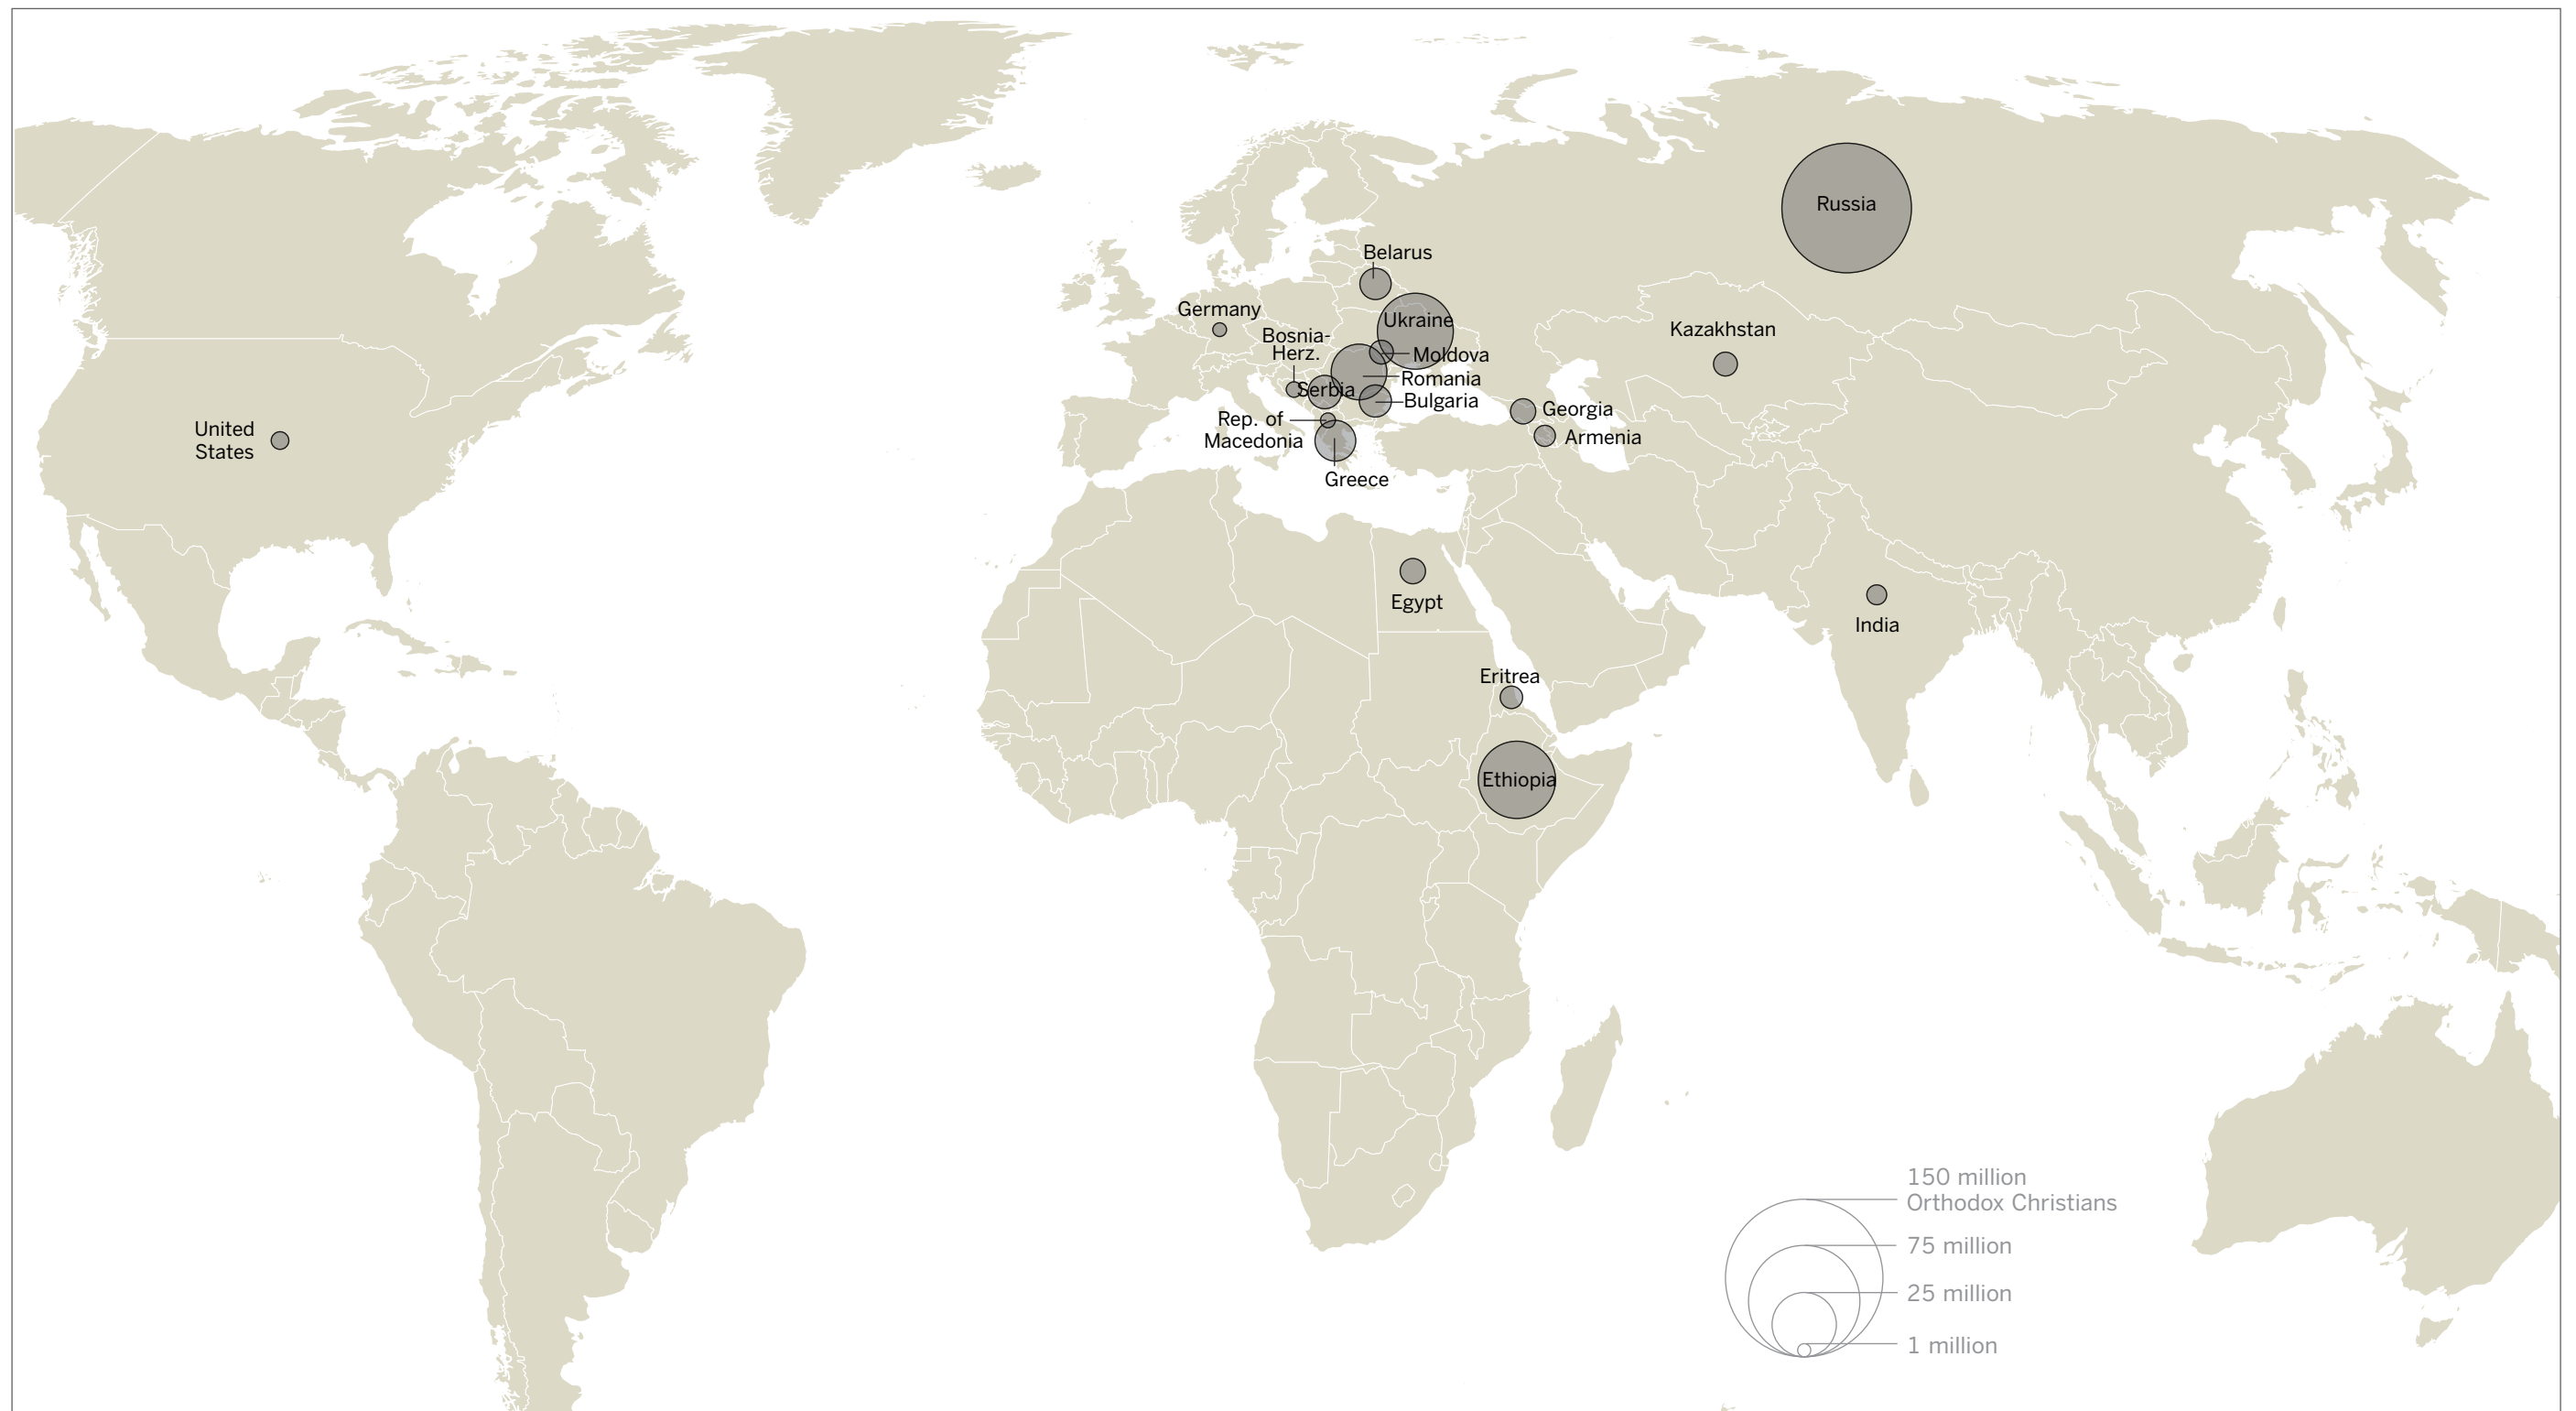 Russia
Belarus
Germany
Ukraine
Bosnia-
Herz.
Kazakhstan
Moldova
Romania
Serbia
Bulgaria
Georgia
Rep. of
Macedonia
Armenia
United
States
Greece
Egypt
India
Eritrea
Ethiopia
150 million
Orthodox Christians
75 million
25 million
1 million